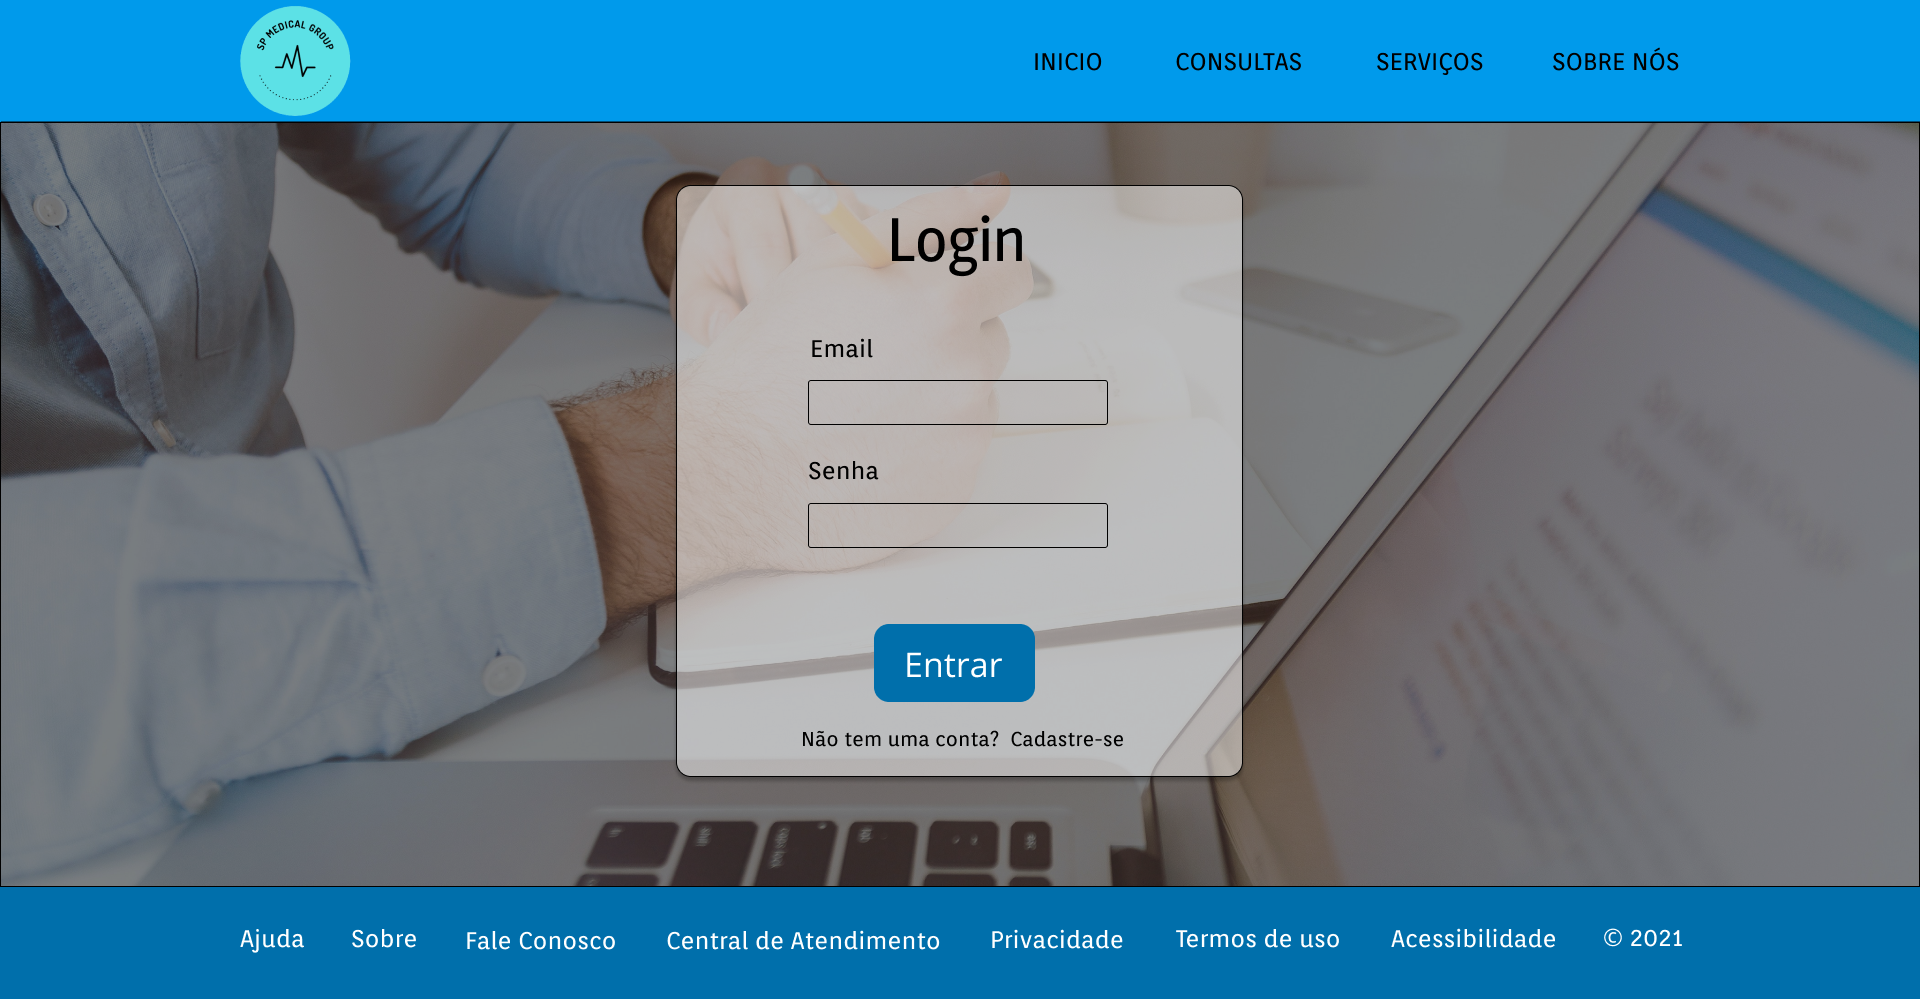 SP MEDICAL GROUP
INICIO CONSULTAS SERVIÇOS SOBRE NÓS
Login
Email
Senha
Entrar
Não tem uma conta? Cadastre-se
Ajuda Sobre Fale Conosco Central de Atendimento Privacidade Termos de uso Acessibilidade © 2021